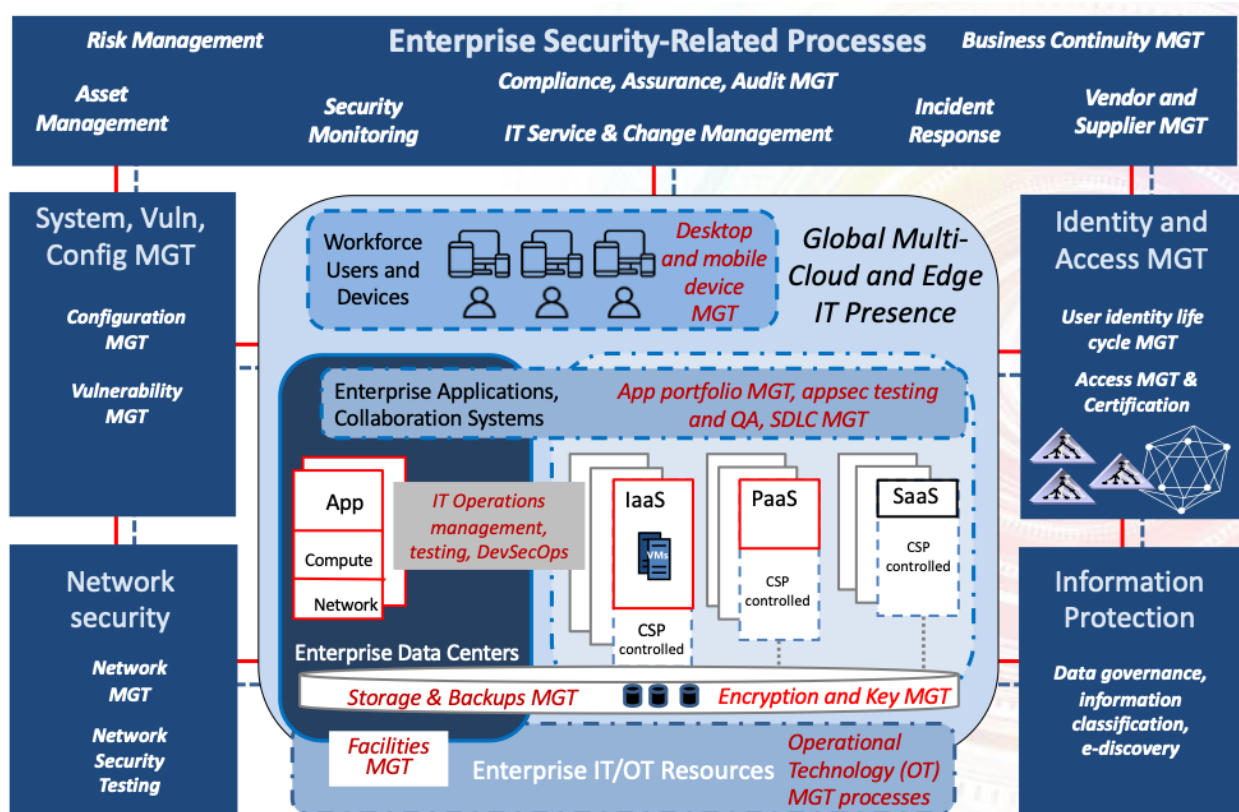 Enterprise Security-Related Processes
Risk Management
Business Continuity MGT
Compliance, Assurance, Audit MGT
Asset
Management
Security
Monitoring
IT Service & Change Management
Incident
Response
Vendor and
Supplier MGT
System, Vuln,
Config MGT
Configuration
MGT
Vulnerability
MGT
Workforce
Users and
Devices
Desktop
and mobile
device
MGT
Global Multi-
Cloud and Edge
IT Presence
Identity and
Access MGT
User identity life
cycle MGT
Access MGT &
Certification
Enterprise Applications,
Collaboration Systems
App portfolio MGT, appsec testing
and QA, SDLC MGT
App
Compute
Network
IT Operations
management,
testing, DevSecOps
IaaS
VMs
CSP
controlled
PaaS
CSP
controlled
SaaS
CSP
controlled
Enterprise Data Centers
Network
security
Network
MGT
Network
Security
Testing
Storage & Backups MGT
Encryption and Key MGT
Facilities
MGT
Enterprise IT/OT Resources
Operational
Technology (OT)
MGT processes
Information
Protection
Data governance,
information
classification,
e-discovery